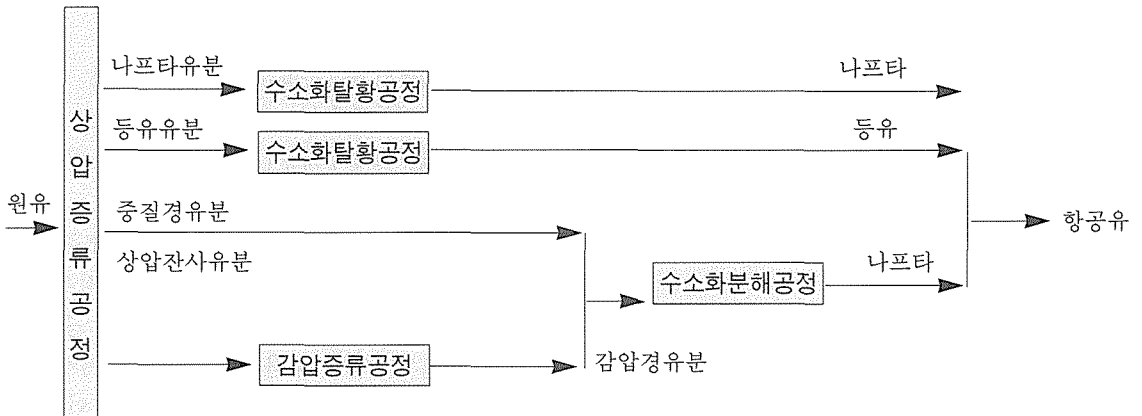 원유
상압증류공정
나프타유분
수소화탈황공정
나프타
등유유분
수소화탈황공정
등유
중질경유분
상압잔사유분
감압증류공정
감압경유분
수소화분해공정
나프타
항공유